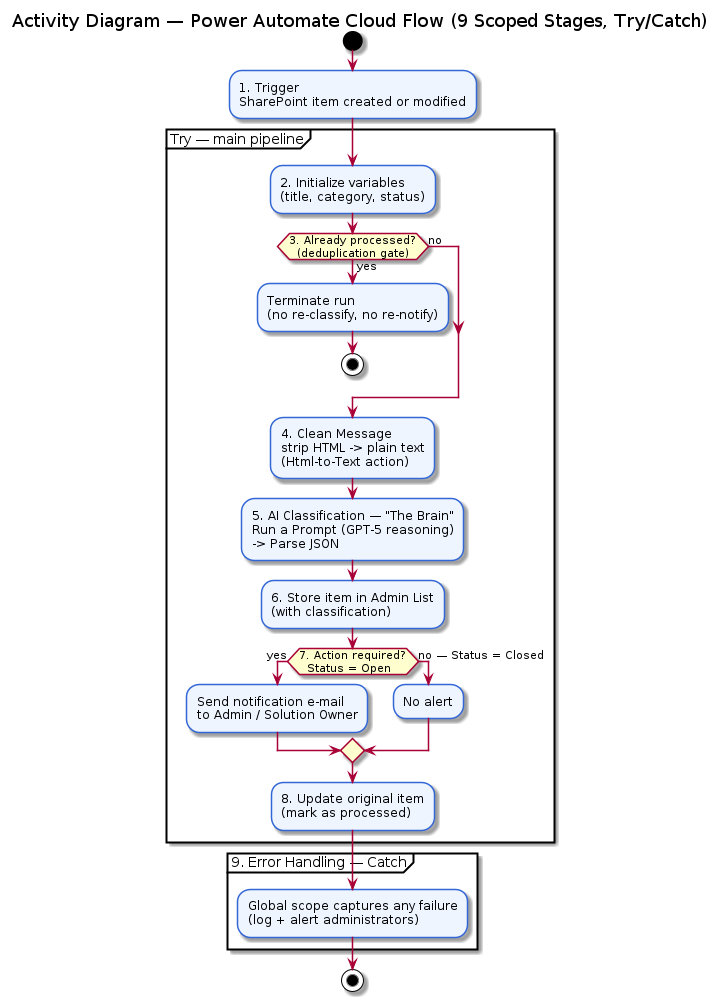 Activity Diagram — Power Automate Cloud Flow (9 Scoped Stages, Try/Catch)
1. Trigger
SharePoint item created or modified
Try — main pipeline
2. Initialize variables
(title, category, status)
3. Already processed?
(deduplication gate)
no
yes
Terminate run
(no re-classify, no re-notify)
4. Clean Message
strip HTML -> plain text
(Html-to-Text action)
5. AI Classification — "The Brain"
Run a Prompt (GPT-5 reasoning)
-> Parse JSON
6. Store item in Admin List
(with classification)
yes
7. Action required?
Status = Open
no — Status = Closed
Send notification e-mail
to Admin / Solution Owner
No alert
8. Update original item
(mark as processed)
9. Error Handling — Catch
Global scope captures any failure
(log + alert administrators)